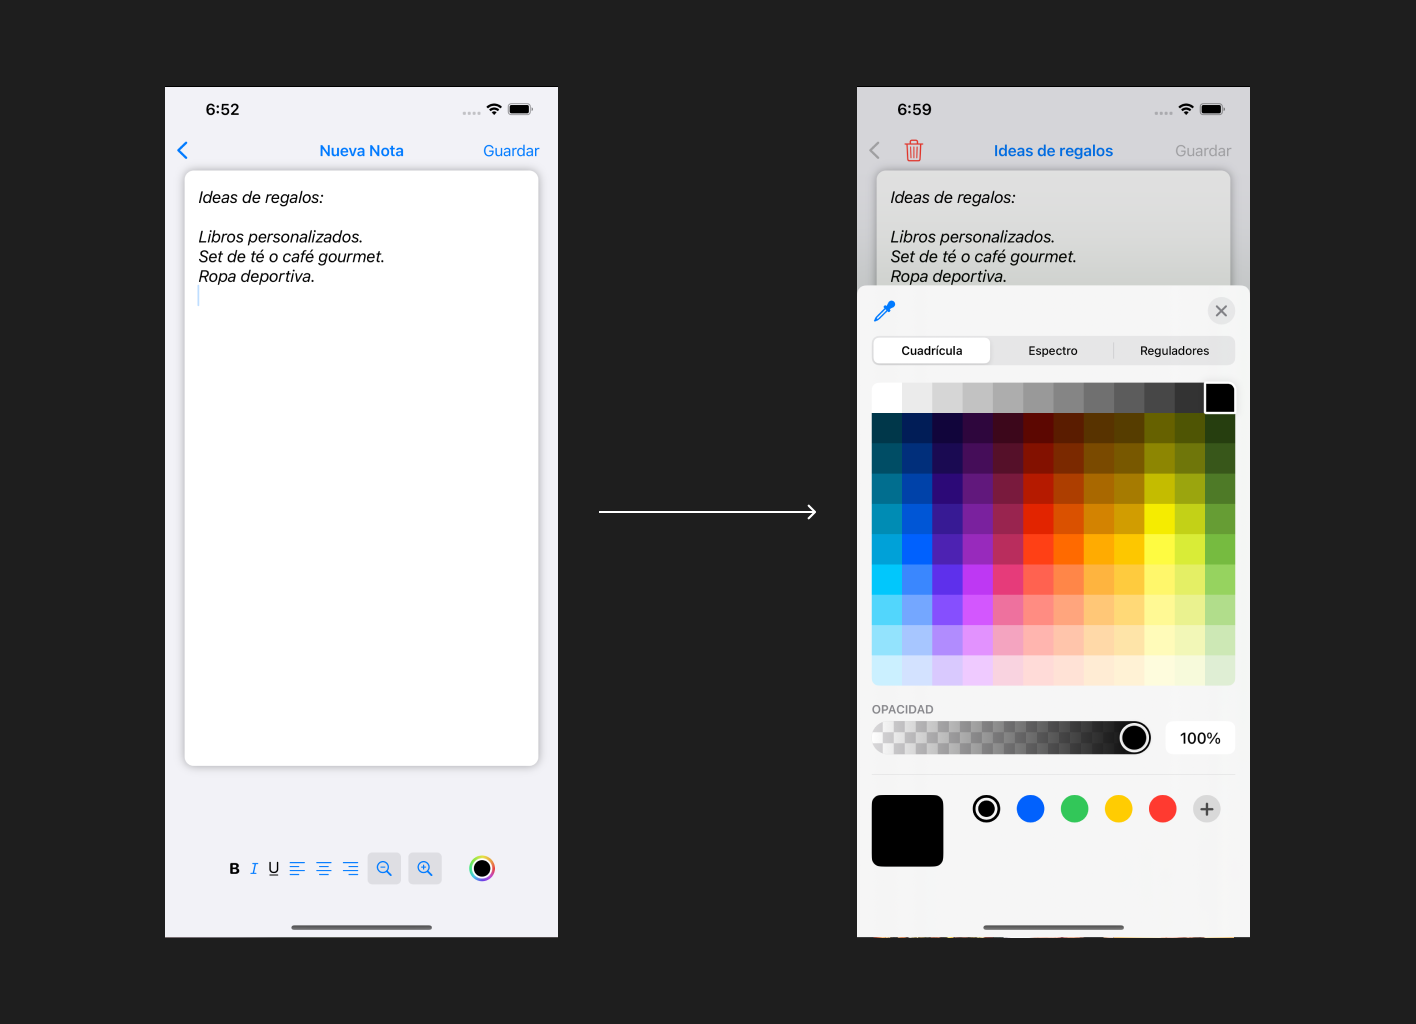 6:52
Nueva Nota
Guardar
Ideas de regalos:
Libros personalizados.
Set de té o café gourmet.
Ropa deportiva.
B I U
6:59
Ideas de regalos
Guardar
Ideas de regalos:
Libros personalizados.
Set de té o café gourmet.
Ropa deportiva.
Cuadrícula
Espectro
Reguladores
OPACIDAD
100%